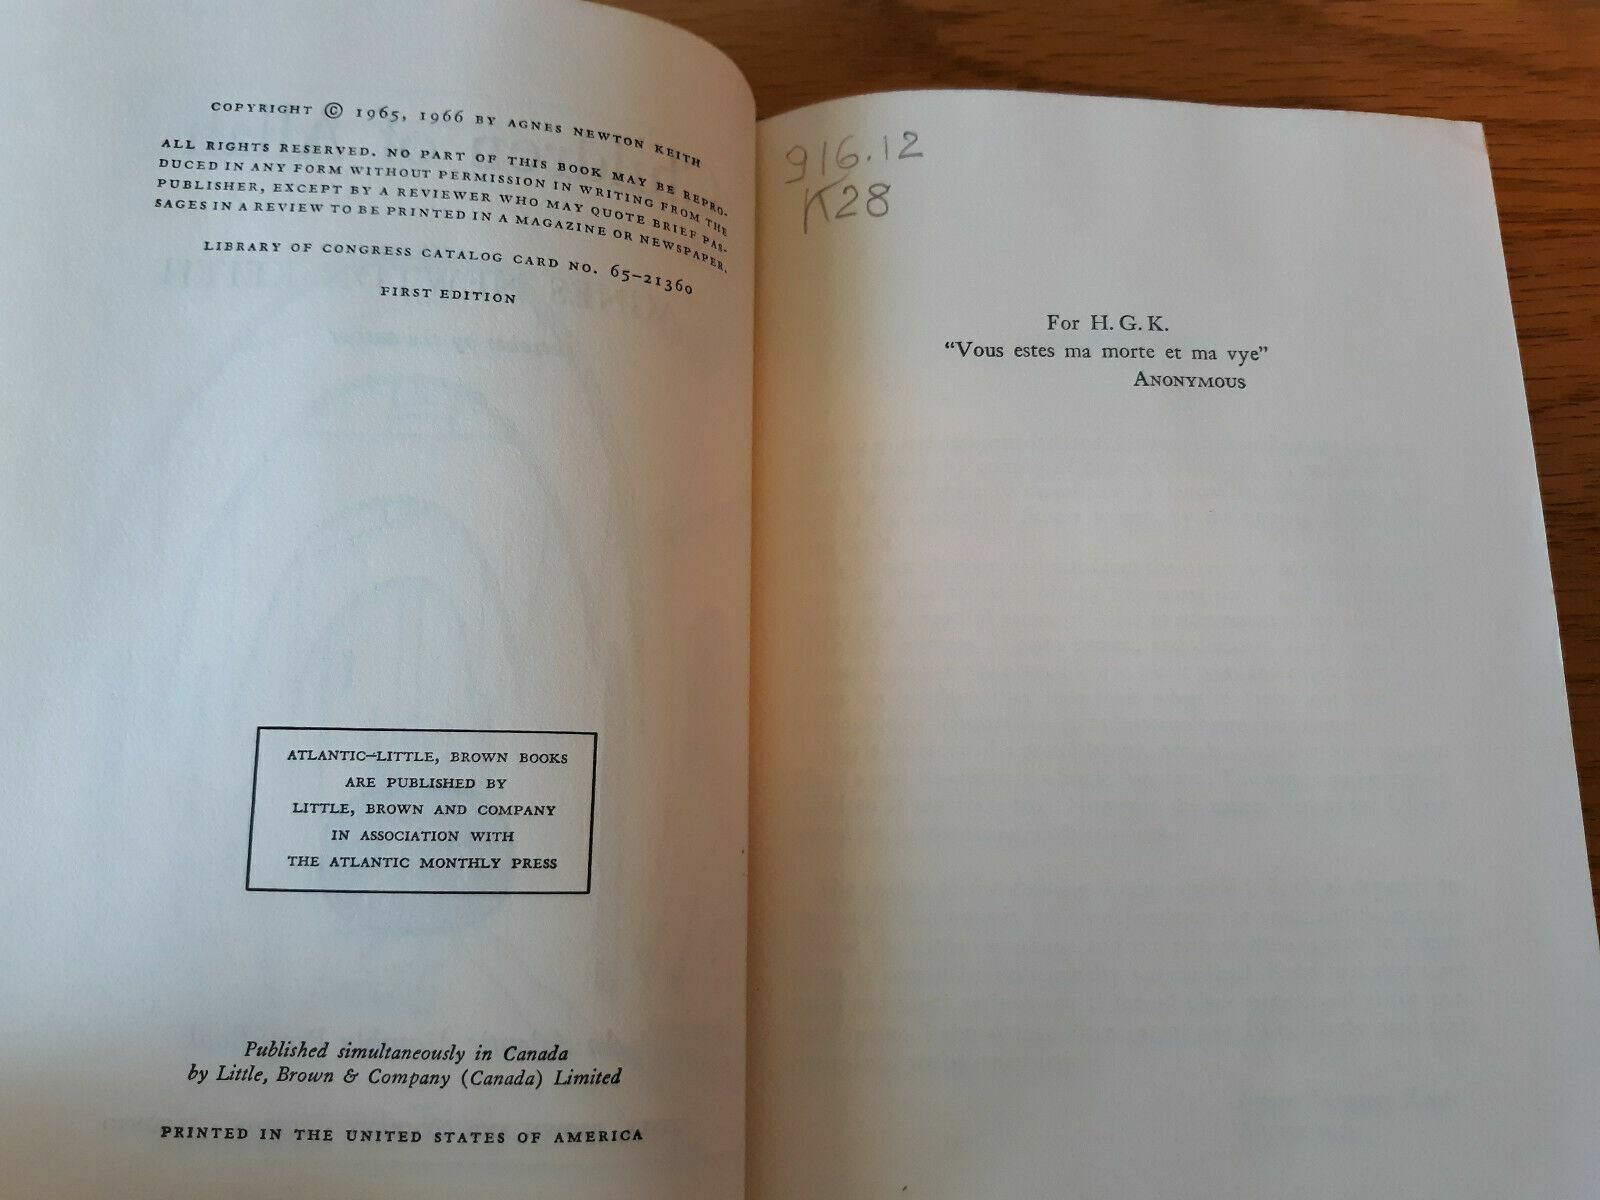 COPYRIGHT © 1965, 1966 BY AGNES NEWTON KEITH
ALL RIGHTS RESERVED. NO PART OF THIS BOOK MAY BE REPRO-
DUCED IN ANY FORM WITHOUT PERMISSION IN WRITING FROM THE
PUBLISHER, EXCEPT BY A REVIEWER WHO MAY QUOTE BRIEF PAS-
SAGES IN A REVIEW TO BE PRINTED IN A MAGAZINE OR NEWSPAPER.
LIBRARY OF CONGRESS CATALOG CARD NO. 65-21360
FIRST EDITION
ATLANTIC-LITTLE, BROWN BOOKS
ARE PUBLISHED BY
LITTLE, BROWN AND COMPANY
IN ASSOCIATION WITH
THE ATLANTIC MONTHLY PRESS
Published simultaneously in Canada
by Little, Brown & Company (Canada) Limited
PRINTED IN THE UNITED STATES OF AMERICA
916.12
K28
For H. G. K.
"Vous estes ma morte et ma vye"
ANONYMOUS